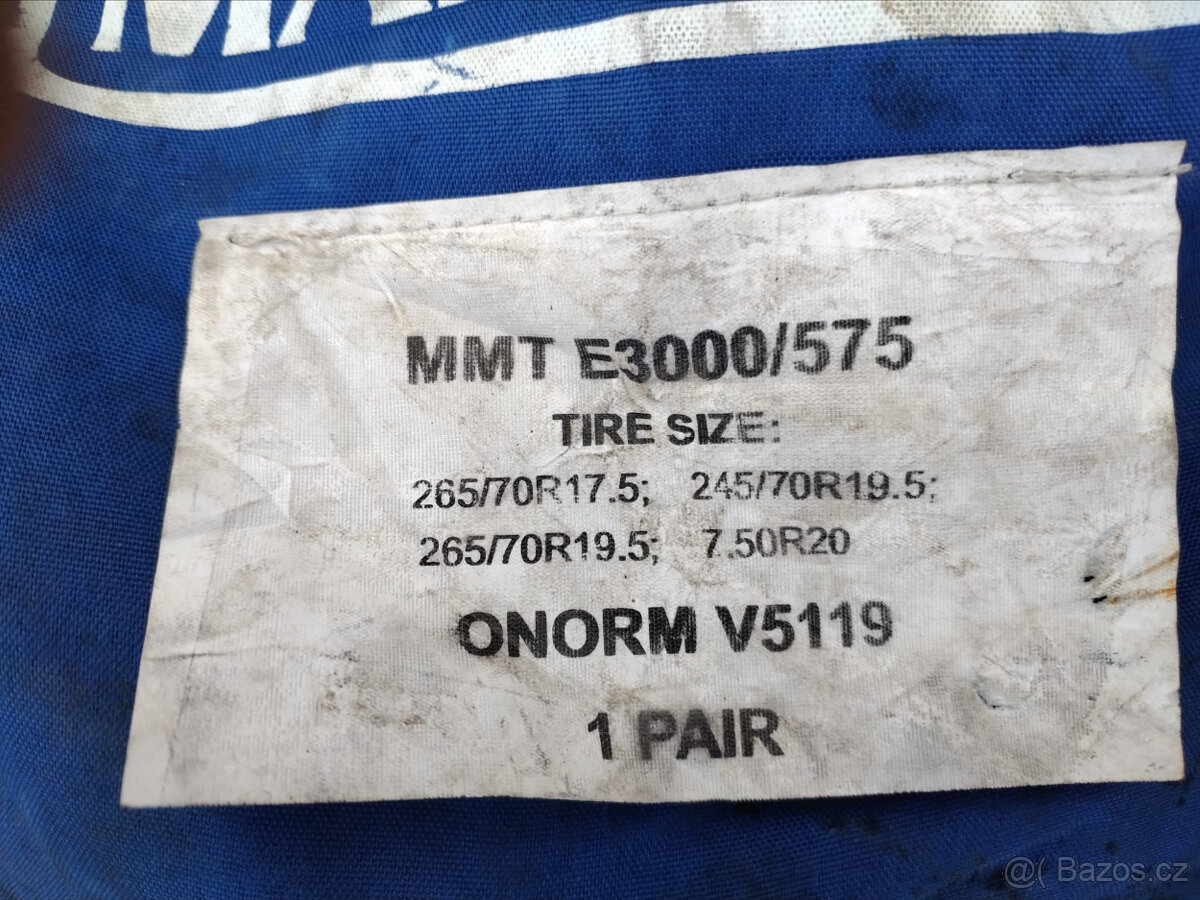 MMT E3000/575
TIRE SIZE:
265/70R17.5; 245/70R19.5;
265/70R19.5; 7.50R20
ONORM V5119
1 PAIR
@( Bazos.cz